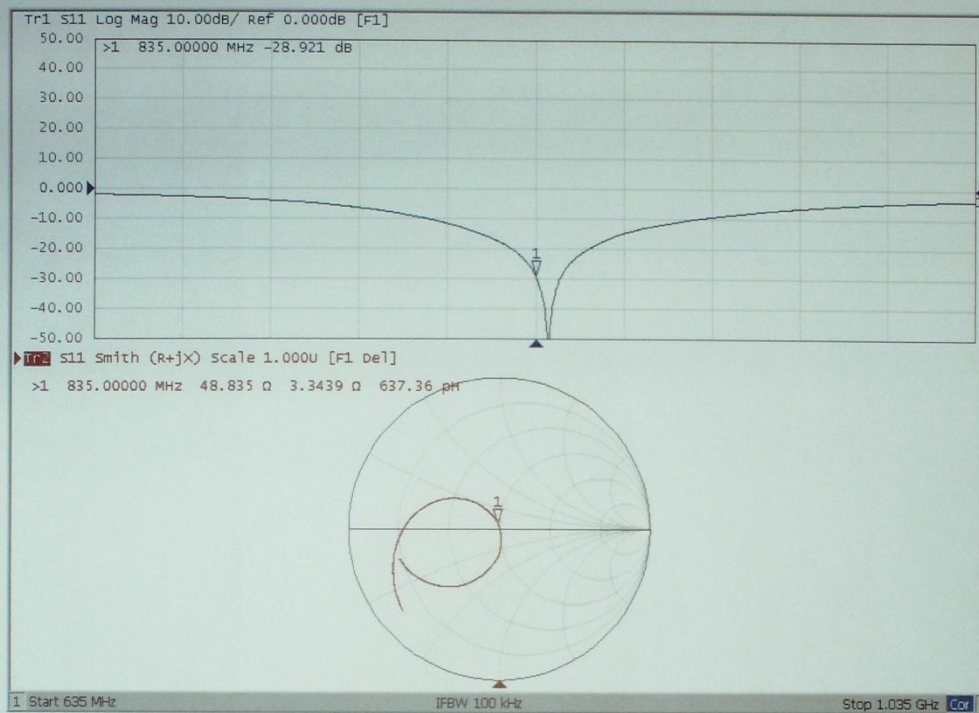 Tr1 S11 Log Mag 10.00dB/ Ref 0.000dB [F1]
50.00
>1 835.00000 MHz -28.921 dB
40.00
30.00
20.00
10.00
0.000
-10.00
-20.00
1
-30.00
-40.00
-50.00
Tr2 S11 Smith (R+jX) Scale 1.000U [F1 Del]
>1 835.00000 MHz 48.835 Ω 3.3439 Ω 637.36 pH
1
1 Start 635 MHz IFBW 100 kHz Stop 1.035 GHz Cor